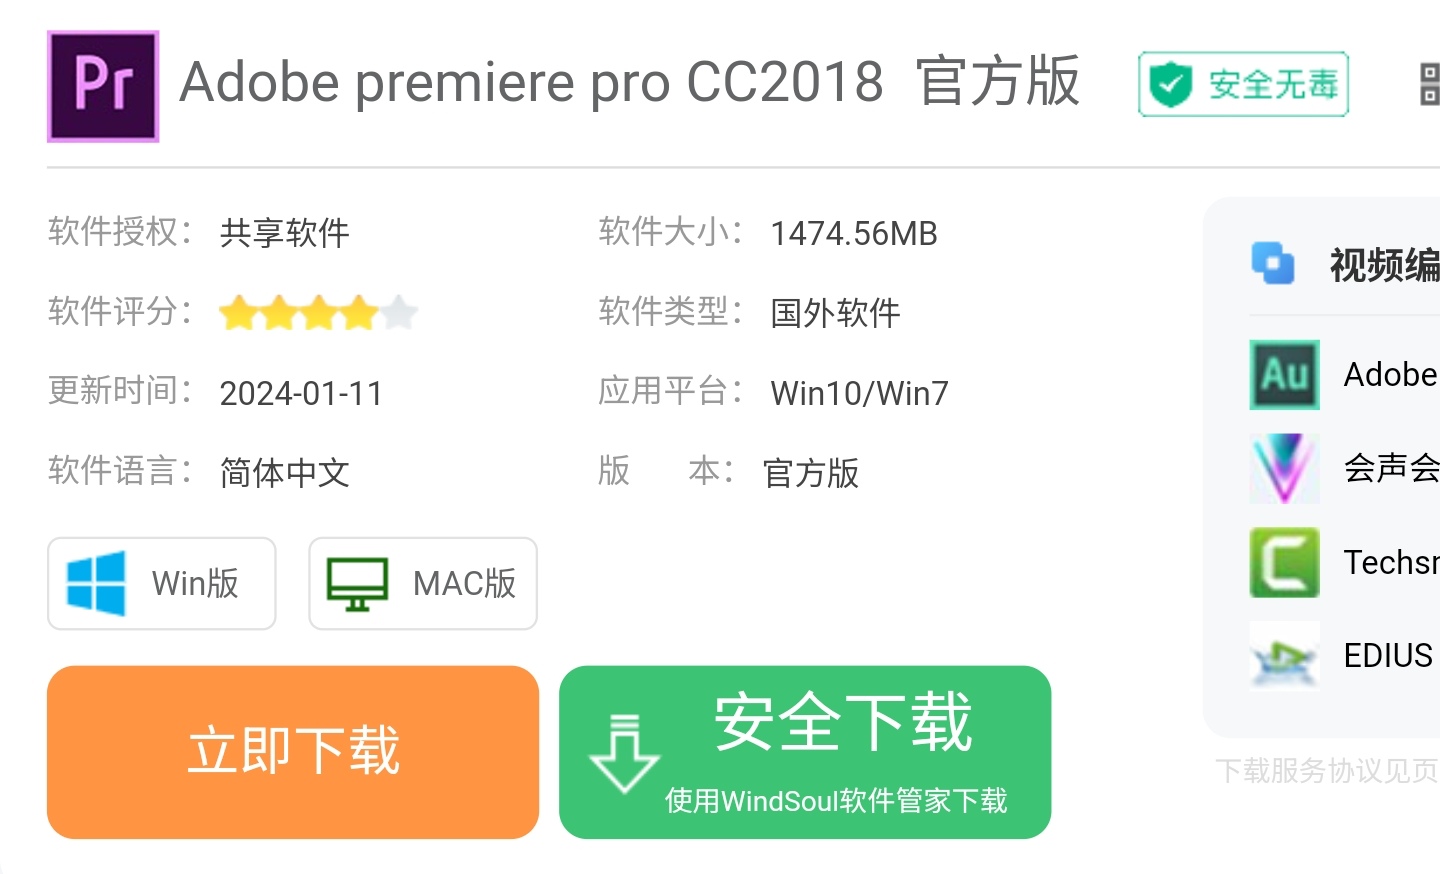 Pr
Adobe premiere pro CC2018 官方版
安全无毒
软件授权： 共享软件
软件大小： 1474.56MB
软件评分：
软件类型： 国外软件
更新时间： 2024-01-11
应用平台： Win10/Win7
软件语言： 简体中文
版 本： 官方版
Win版
MAC版
立即下载
安全下载
使用WindSoul软件管家下载
视频编
Au
Adobe
会声会
Techsm
EDIUS
下载服务协议见页